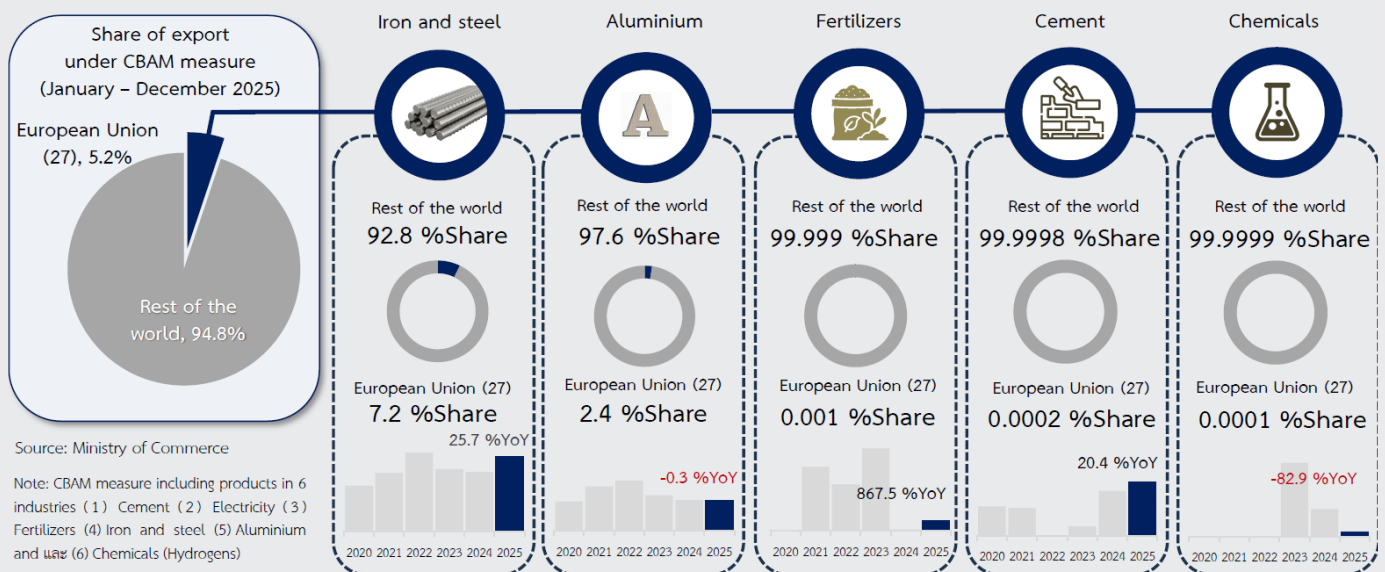 Share of export
under CBAM measure
(January – December 2025)
European Union
(27), 5.2%
Rest of the
world, 94.8%
Source: Ministry of Commerce
Note: CBAM measure including products in 6
industries (1) Cement (2) Electricity (3)
Fertilizers (4) Iron and steel (5) Aluminium
and และ (6) Chemicals (Hydrogens)
Iron and steel
Rest of the world
92.8 %Share
European Union (27)
7.2 %Share
25.7 %YoY
2020 2021 2022 2023 2024 2025
Aluminium
A
Rest of the world
97.6 %Share
European Union (27)
2.4 %Share
-0.3 %YoY
2020 2021 2022 2023 2024 2025
Fertilizers
Rest of the world
99.999 %Share
European Union (27)
0.001 %Share
867.5 %YoY
2020 2021 2022 2023 2024 2025
Cement
Rest of the world
99.9998 %Share
European Union (27)
0.0002 %Share
20.4 %YoY
2020 2021 2022 2023 2024 2025
Chemicals
Rest of the world
99.9999 %Share
European Union (27)
0.0001 %Share
-82.9 %YoY
2020 2021 2022 2023 2024 2025